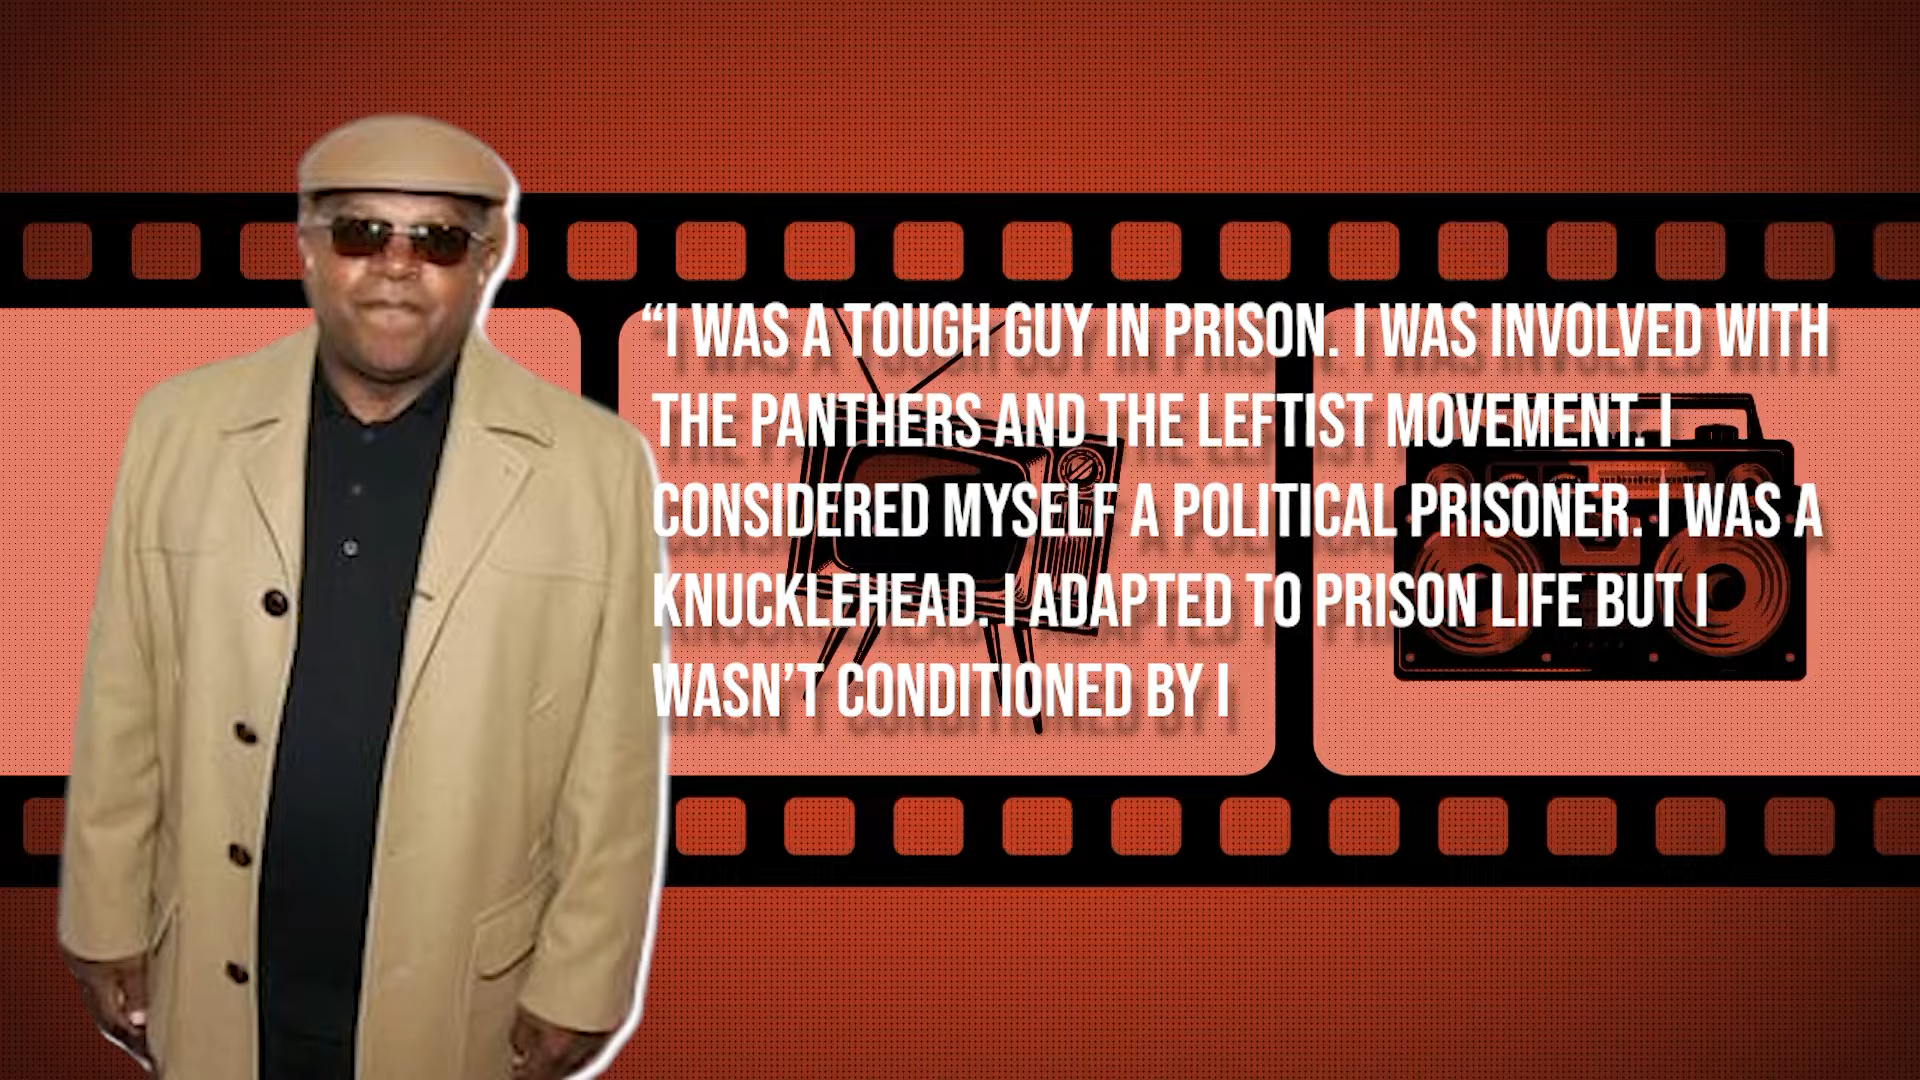 “I WAS A TOUGH GUY IN PRISON. I WAS INVOLVED WITH
THE PANTHERS AND THE LEFTIST MOVEMENT. I
CONSIDERED MYSELF A POLITICAL PRISONER. I WAS A
KNUCKLEHEAD. I ADAPTED TO PRISON LIFE BUT I
WASN’T CONDITIONED BY I